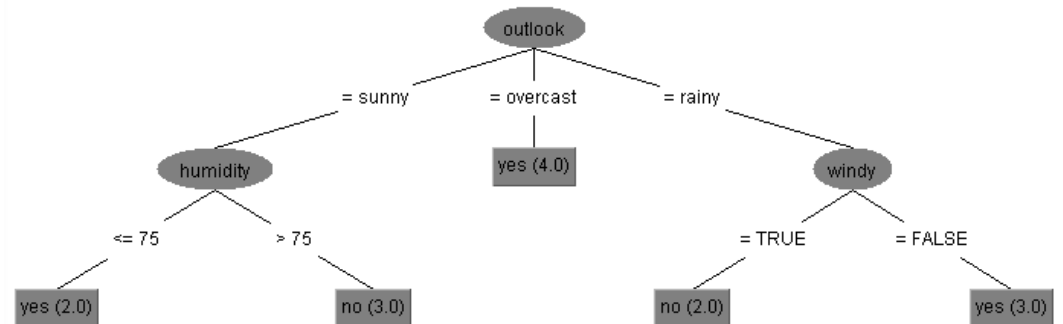 outlook
= sunny
= overcast
= rainy
humidity
yes (4.0)
windy
<= 75
> 75
= TRUE
= FALSE
yes (2.0)
no (3.0)
no (2.0)
yes (3.0)